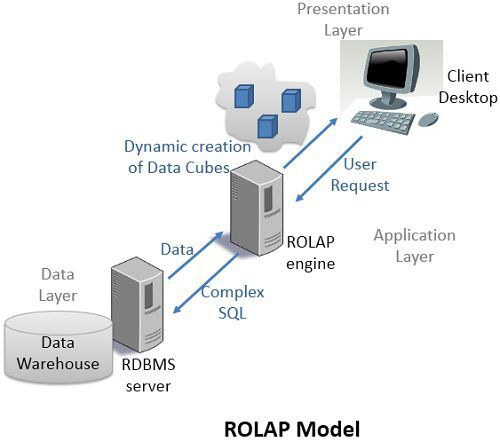 Presentation
Layer
Client
Desktop
Dynamic creation
of Data Cubes
User
Request
ROLAP
engine
Application
Layer
Data
Complex
SQL
Data
Layer
Data
Warehouse
RDBMS
server
ROLAP Model